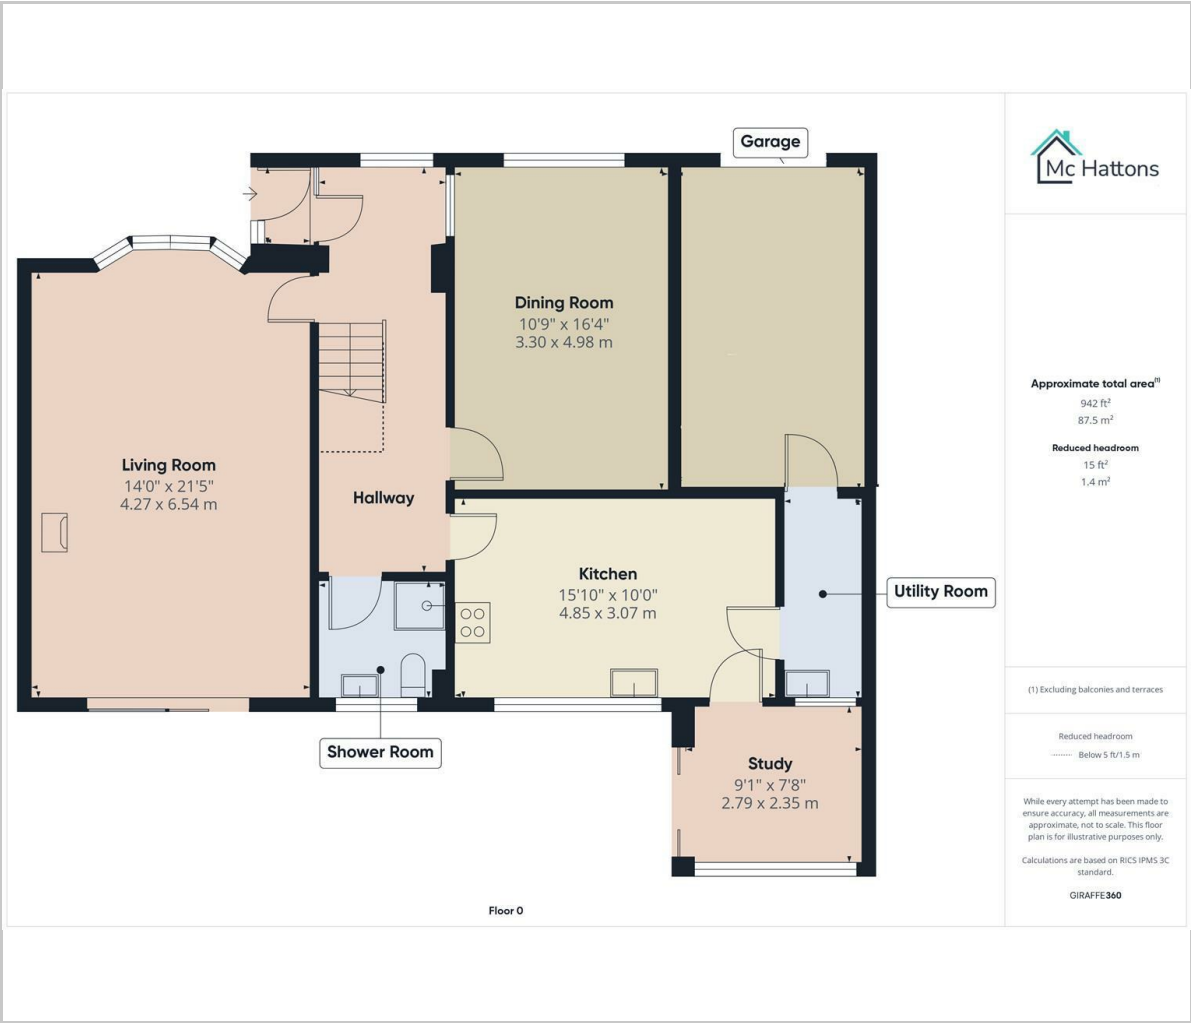 Garage
Mc Hattons
Dining Room
10'9" x 16'4"
3.30 x 4.98 m
Living Room
14'0" x 21'5"
4.27 x 6.54 m
Hallway
Kitchen
15'10" x 10'0"
4.85 x 3.07 m
Utility Room
Shower Room
Study
9'1" x 7'8"
2.79 x 2.35 m
Floor 0
Approximate total area(1)
942 ft²
87.5 m²
Reduced headroom
15 ft²
1.4 m²
(1) Excluding balconies and terraces
Reduced headroom
Below 5 ft/1.5 m
While every attempt has been made to
ensure accuracy, all measurements are
approximate, not to scale. This floor
plan is for illustrative purposes only.
Calculations are based on RICS IPMS 3C
standard.
GIRAFFE360